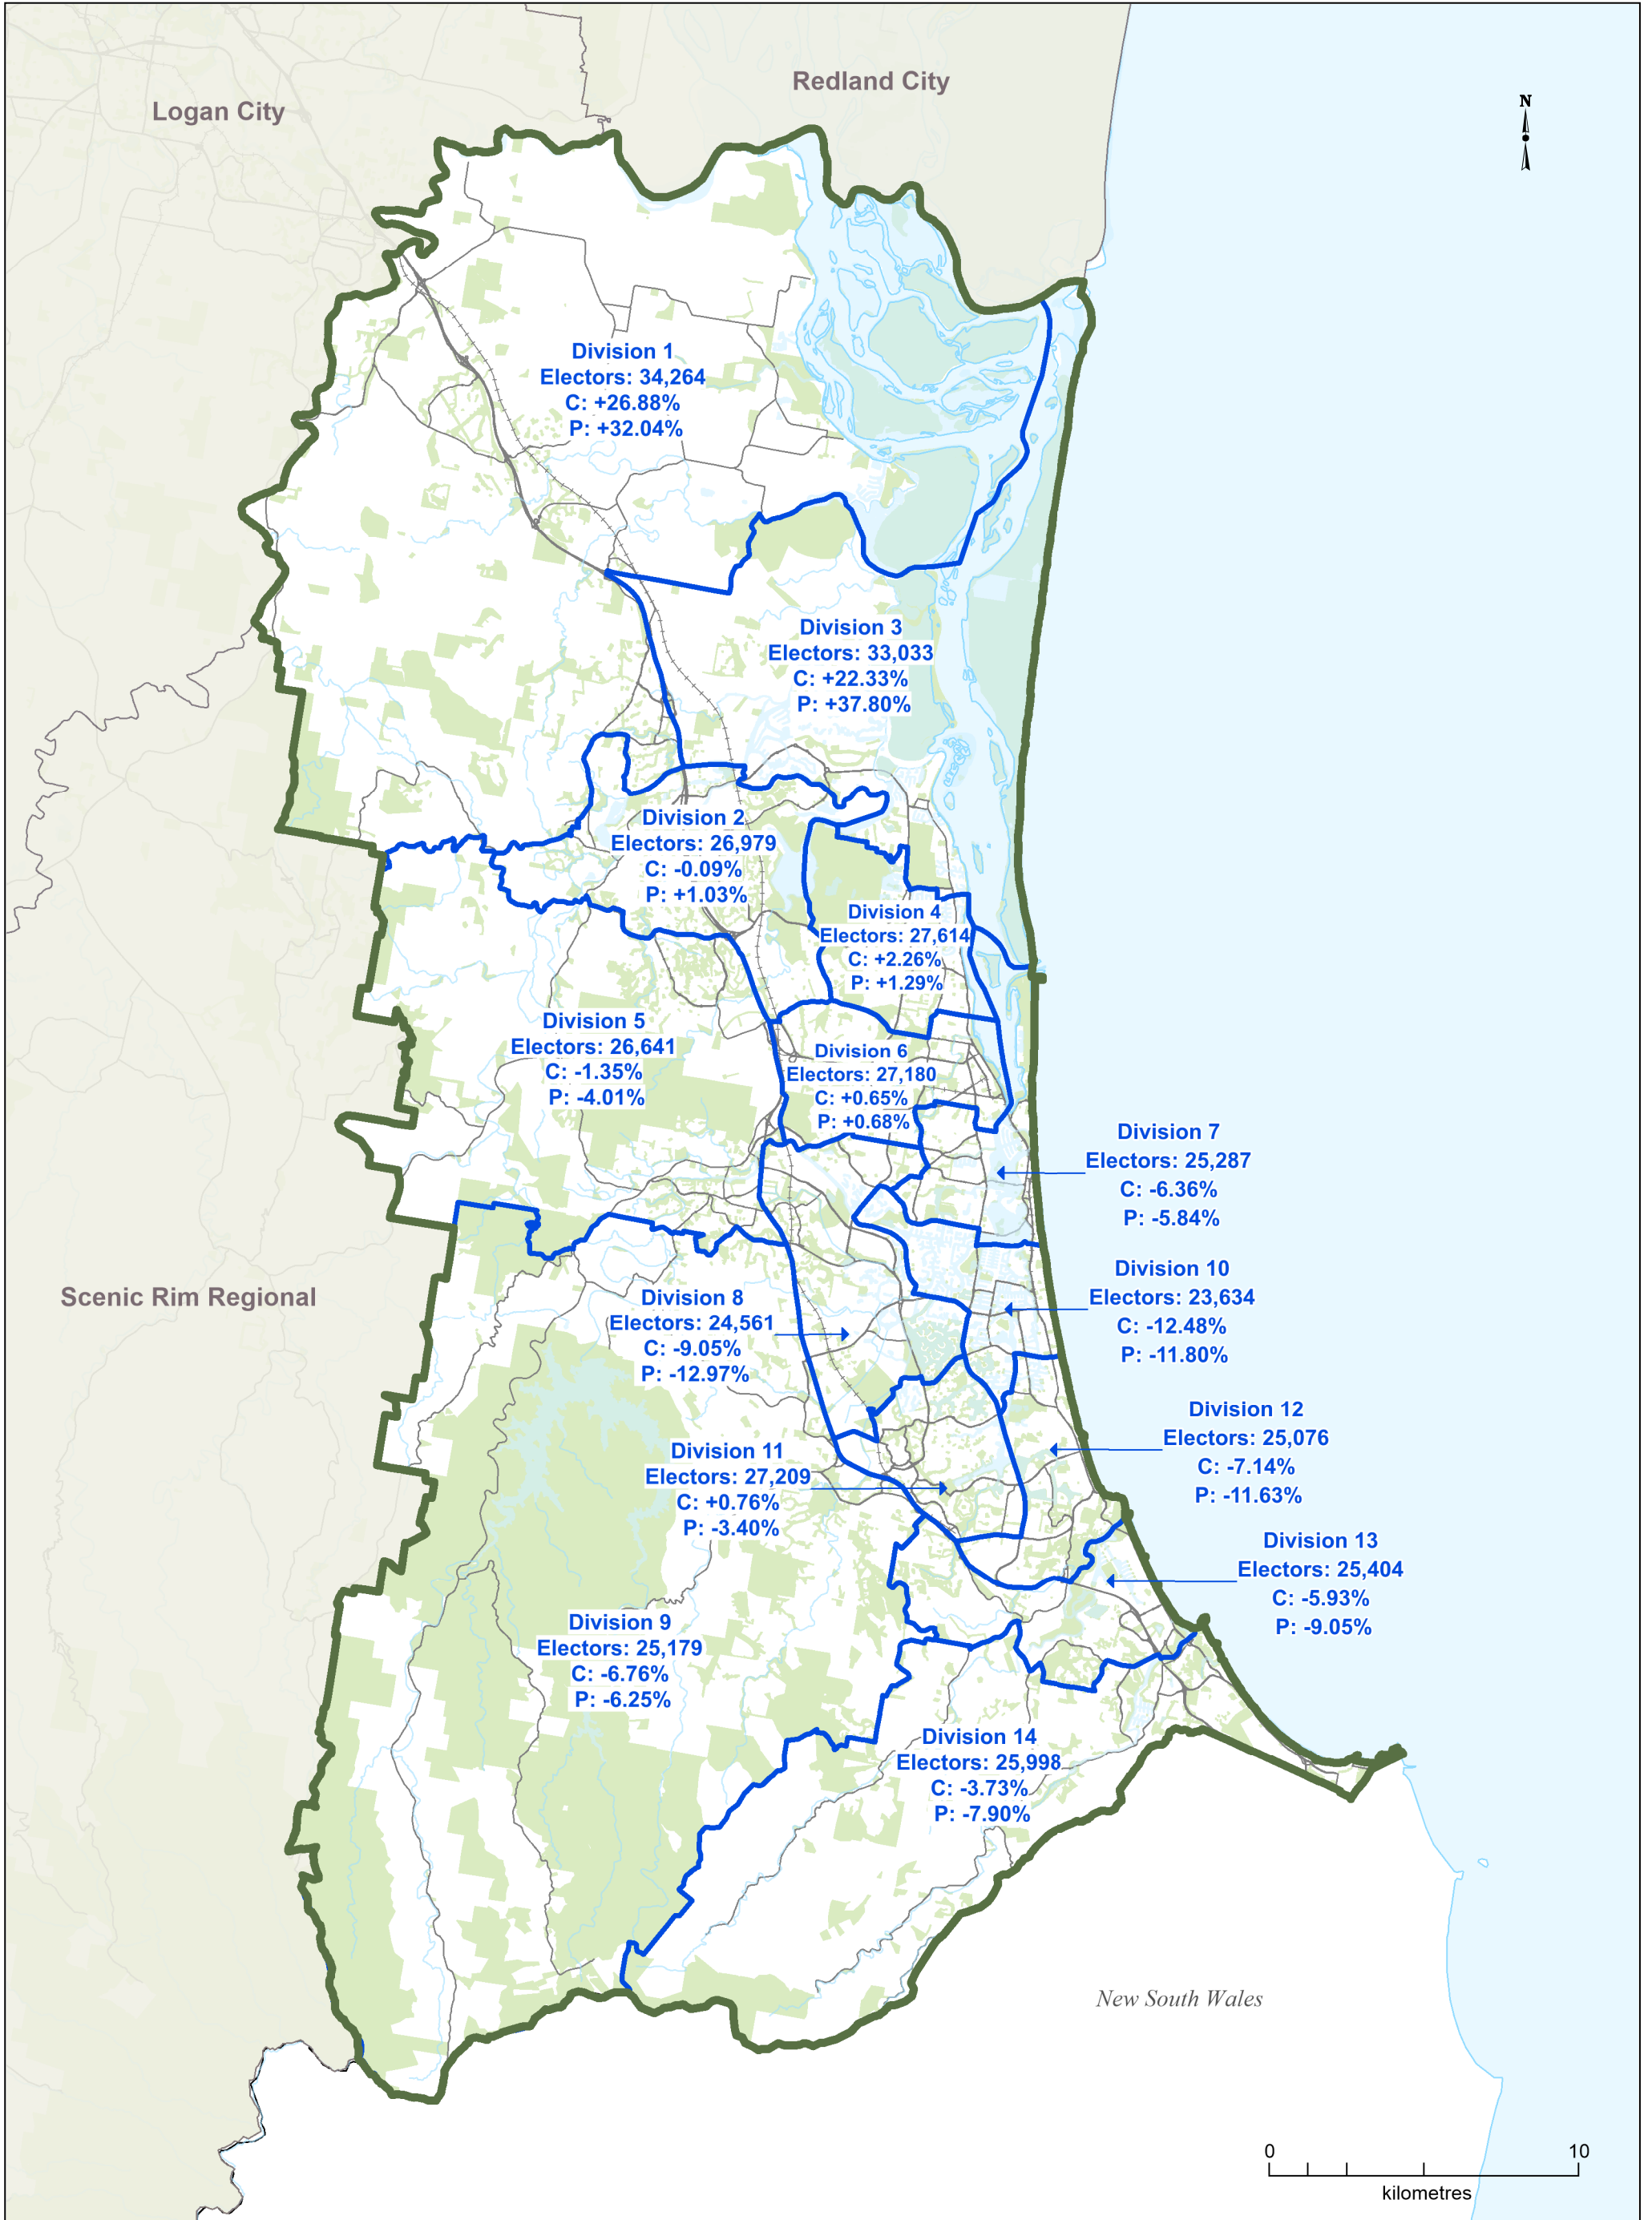 Redland City
Logan City
N
Division 1
Electors: 34,264
C: +26.88%
P: +32.04%
Division 3
Electors: 33,033
C: +22.33%
P: +37.80%
Division 2
Electors: 26,979
C: -0.09%
P: +1.03%
Division 4
Electors: 27,614
C: +2.26%
P: +1.29%
Division 5
Electors: 26,641
C: -1.35%
P: -4.01%
Division 6
Electors: 27,180
C: +0.65%
P: +0.68%
Division 7
Electors: 25,287
C: -6.36%
P: -5.84%
Scenic Rim Regional
Division 8
Electors: 24,561
C: -9.05%
P: -12.97%
Division 10
Electors: 23,634
C: -12.48%
P: -11.80%
Division 12
Electors: 25,076
C: -7.14%
P: -11.63%
Division 11
Electors: 27,209
C: +0.76%
P: -3.40%
Division 13
Electors: 25,404
C: -5.93%
P: -9.05%
Division 9
Electors: 25,179
C: -6.76%
P: -6.25%
Division 14
Electors: 25,998
C: -3.73%
P: -7.90%
New South Wales
0 10
kilometres